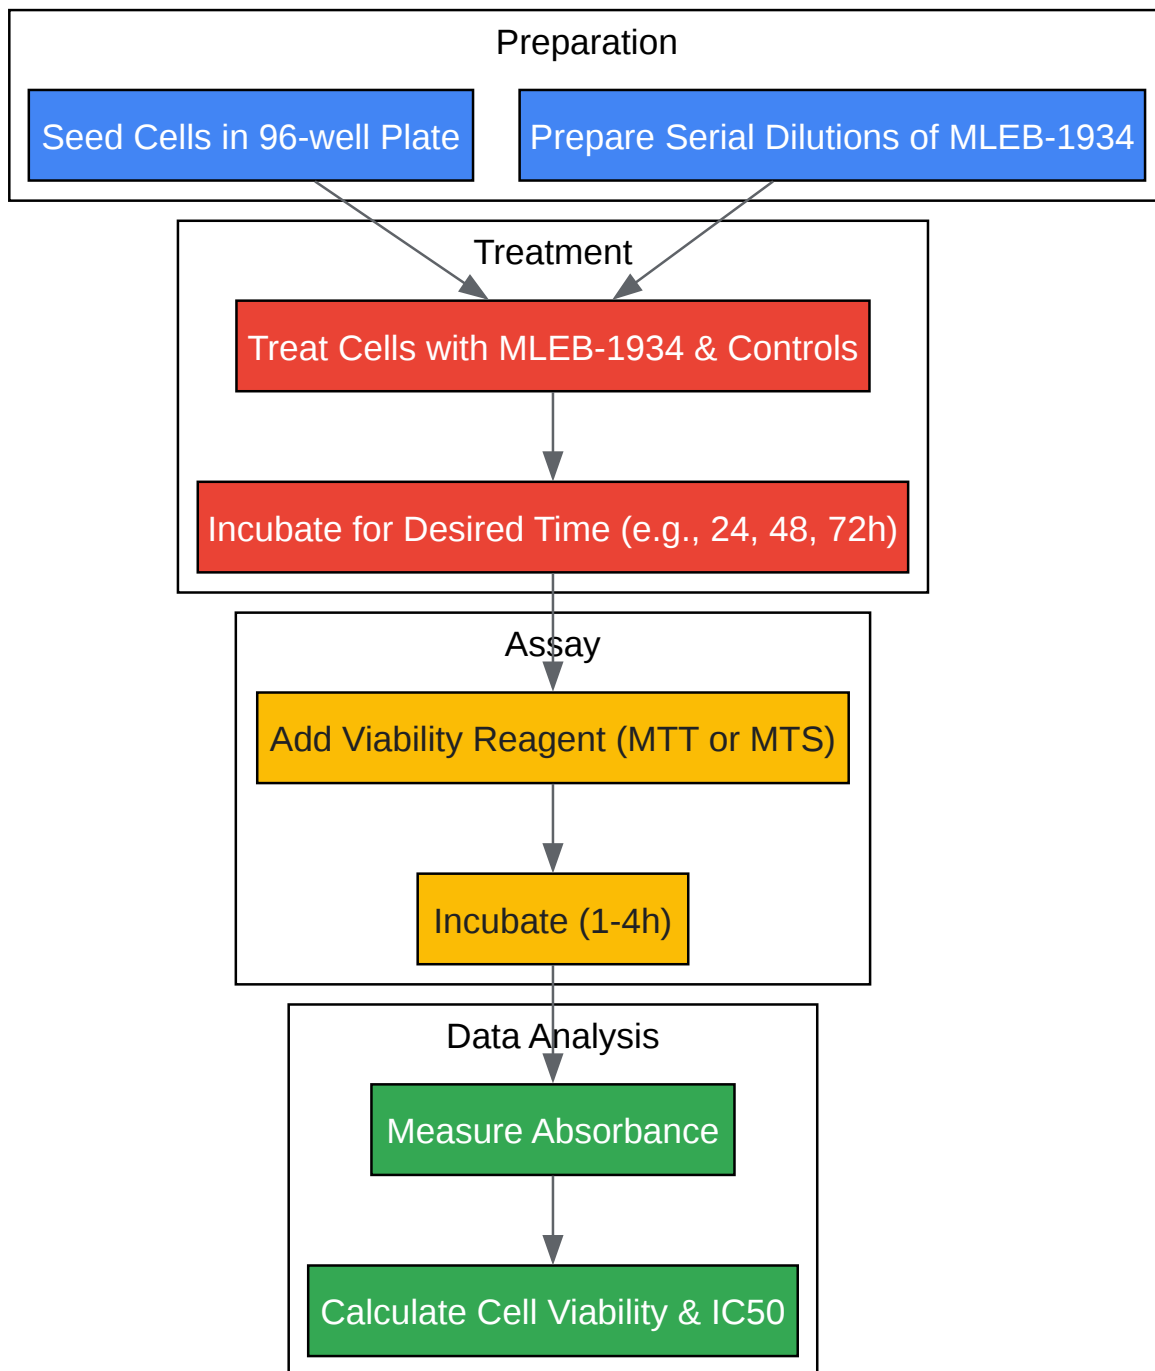 Preparation
Seed Cells in 96-well Plate
Prepare Serial Dilutions of MLEB-1934
Treatment
Treat Cells with MLEB-1934 & Controls
Incubate for Desired Time (e.g., 24, 48, 72h)
Assay
Add Viability Reagent (MTT or MTS)
Incubate (1-4h)
Data Analysis
Measure Absorbance
Calculate Cell Viability & IC50